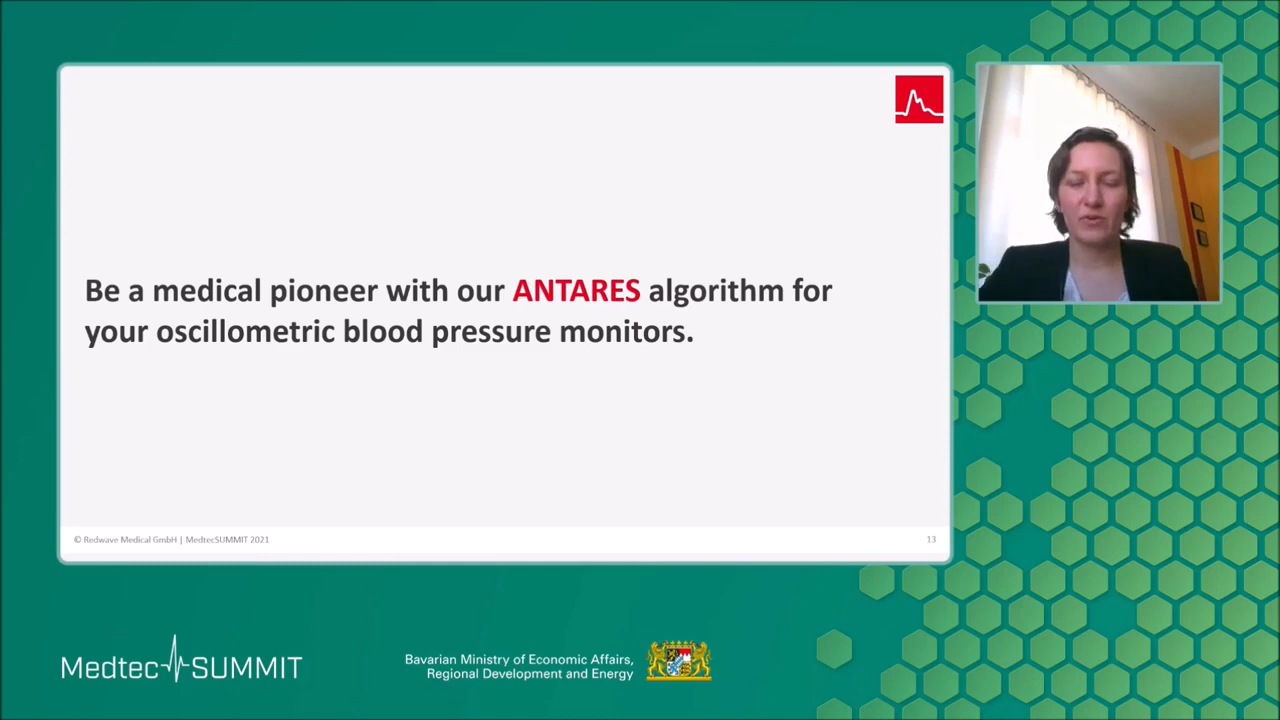 Be a medical pioneer with our ANTARES algorithm for
your oscillometric blood pressure monitors.
© Redwave Medical GmbH | MedtecSUMMIT 2021
13
Medtec SUMMIT
Bavarian Ministry of Economic Affairs,
Regional Development and Energy